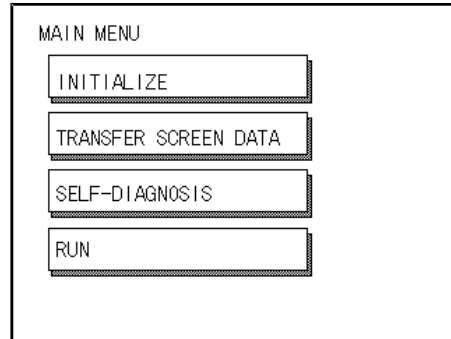 MAIN MENU
INITIALIZE
TRANSFER SCREEN DATA
SELF-DIAGNOSIS
RUN